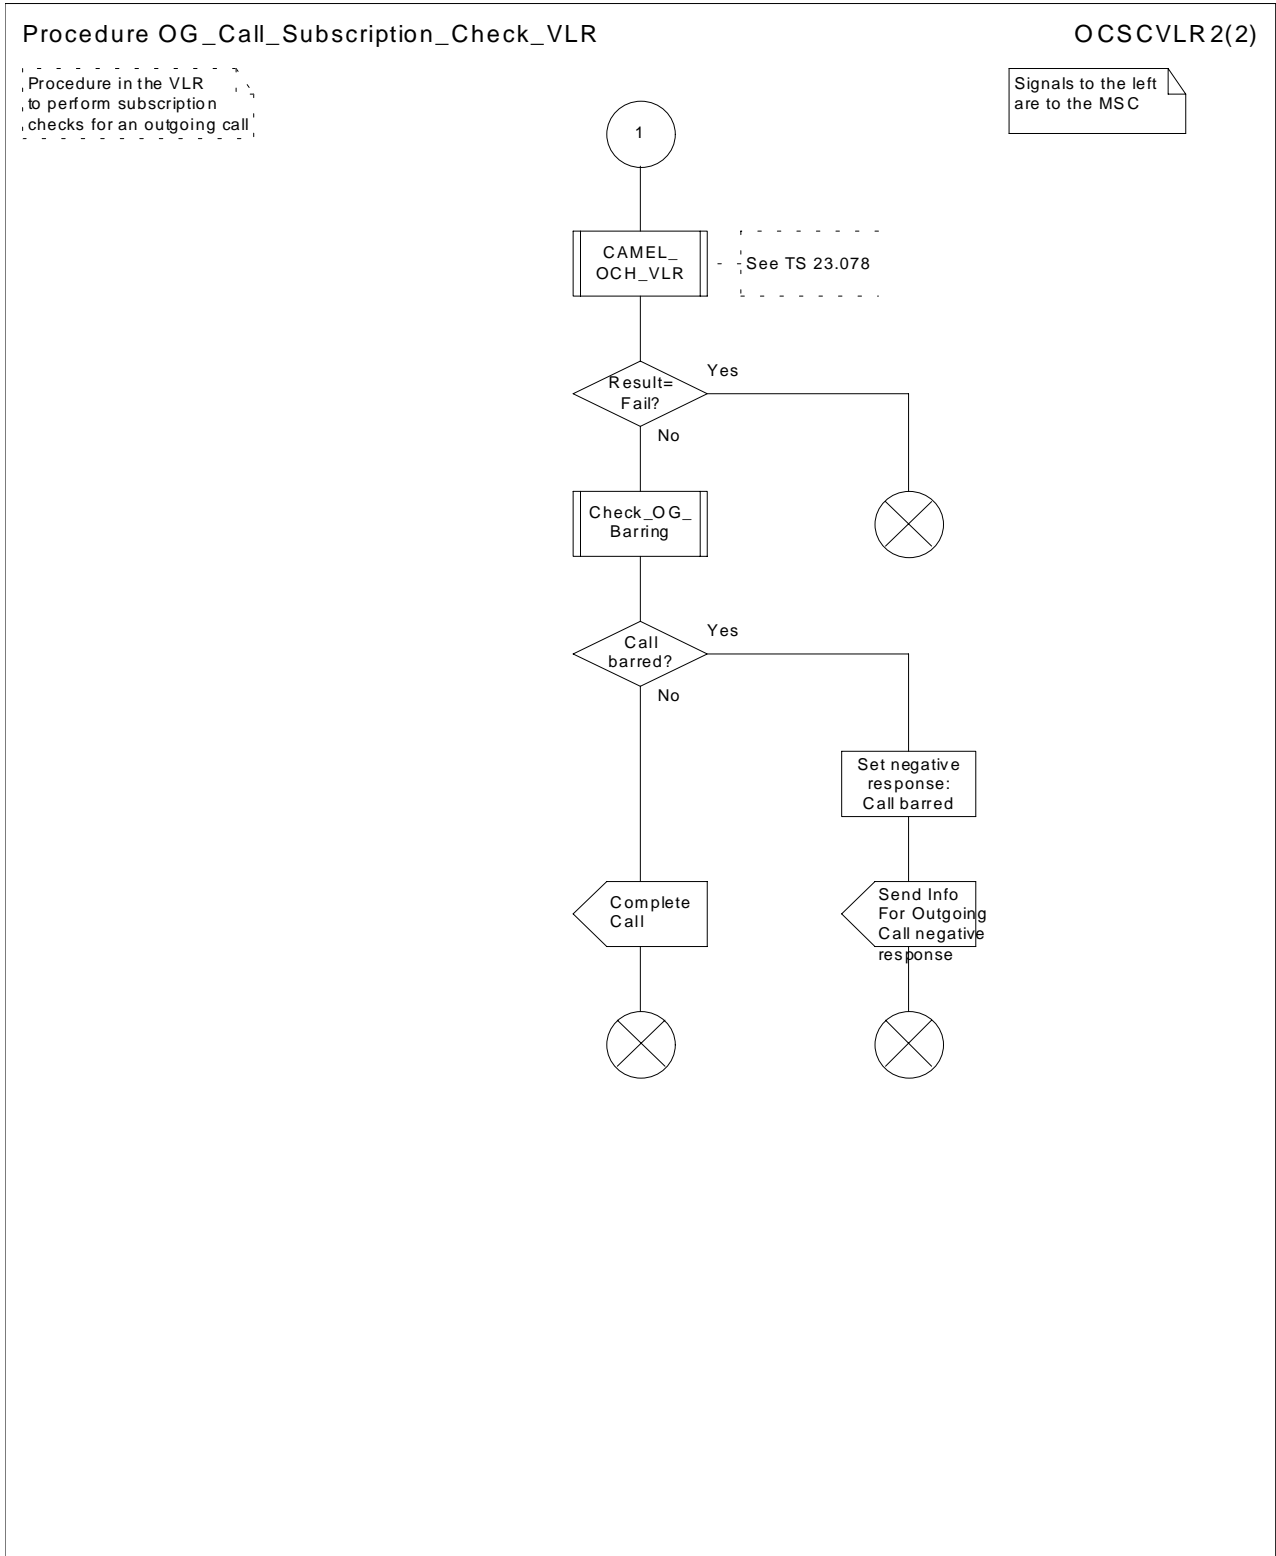 Procedure OG_Call_Subscription_Check_VLR
OCSCVLR2(2)
Procedure in the VLR
to perform subscription
checks for an outgoing call
Signals to the left
are to the MSC
1
CAMEL_
OCH_VLR
See TS 23.078
Result=
Fail?
Yes
No
Check_OG_
Barring
Call
barred?
Yes
No
Set negative
response:
Call barred
Complete
Call
Send Info
For Outgoing
Call negative
response